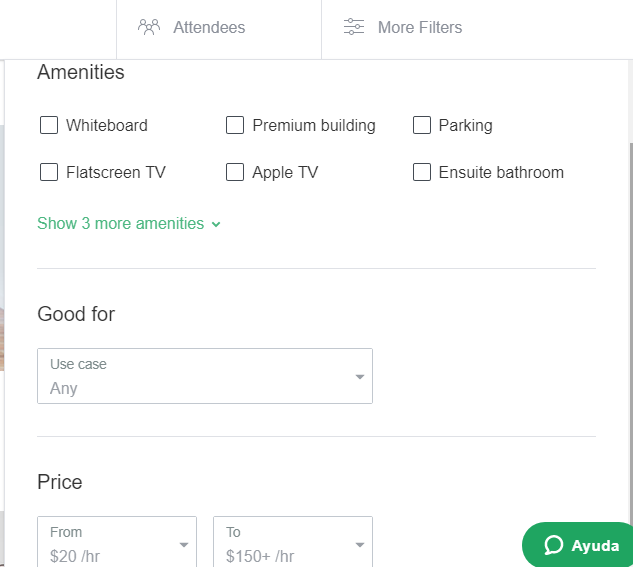 Attendees
More Filters
Amenities
Whiteboard
Premium building
Parking
Flatscreen TV
Apple TV
Ensuite bathroom
Show 3 more amenities
Good for
Use case
Any
Price
From
To
$20 /hr
$150+ /hr
Ayuda